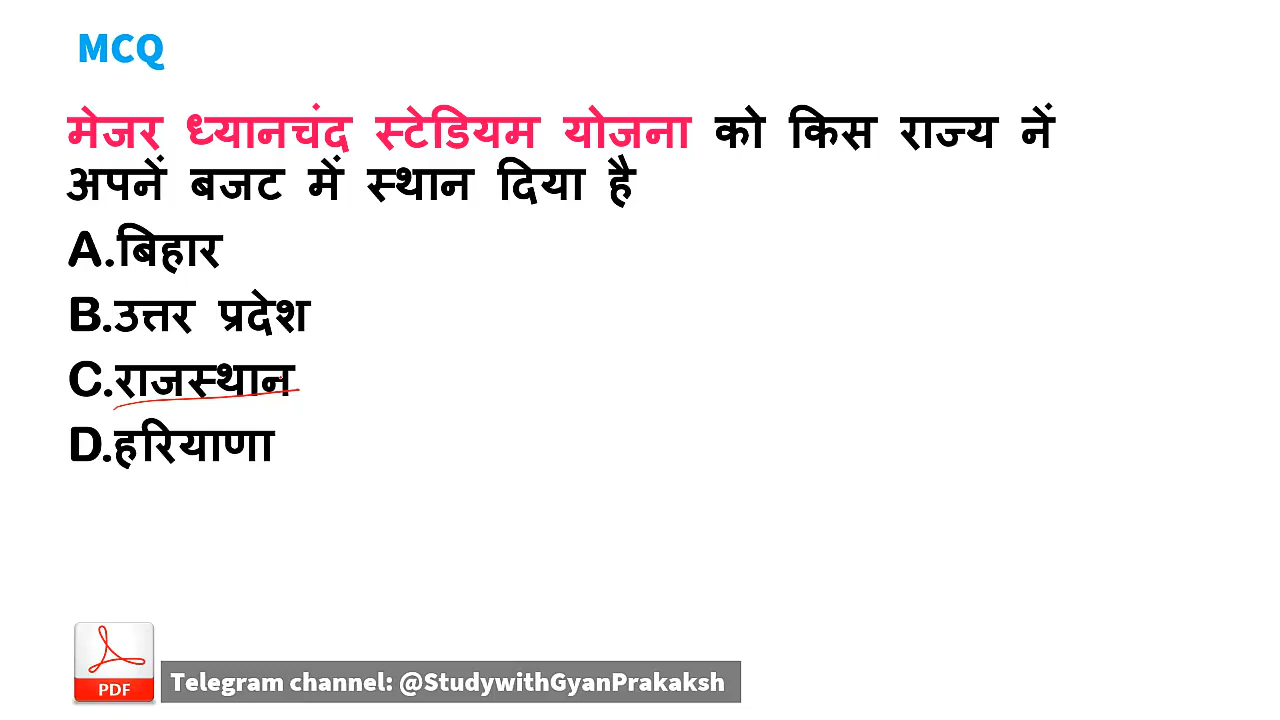 MCQ
मेजर ध्यानचंद स्टेडियम योजना को किस राज्य नें
अपनें बजट में स्थान दिया है
A.बिहार
B.उत्तर प्रदेश
C.राजस्थान
D.हरियाणा
PDF
Telegram channel: @StudywithGyanPrakaksh